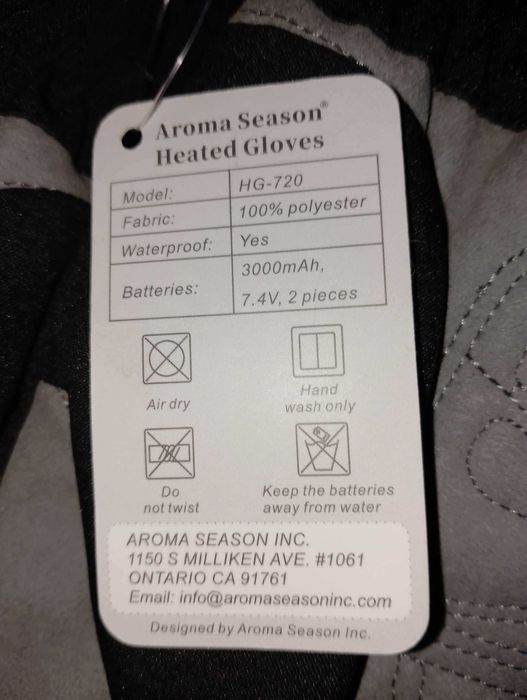 Aroma Season®
Heated Gloves
Model: HG-720
Fabric: 100% polyester
Waterproof: Yes
Batteries: 3000mAh,
7.4V, 2 pieces
Air dry
Hand
wash only
Do
not twist
Keep the batteries
away from water
AROMA SEASON INC.
1150 S MILLIKEN AVE. #1061
ONTARIO CA 91761
Email: info@aromaseasoninc.com
Designed by Aroma Season Inc.